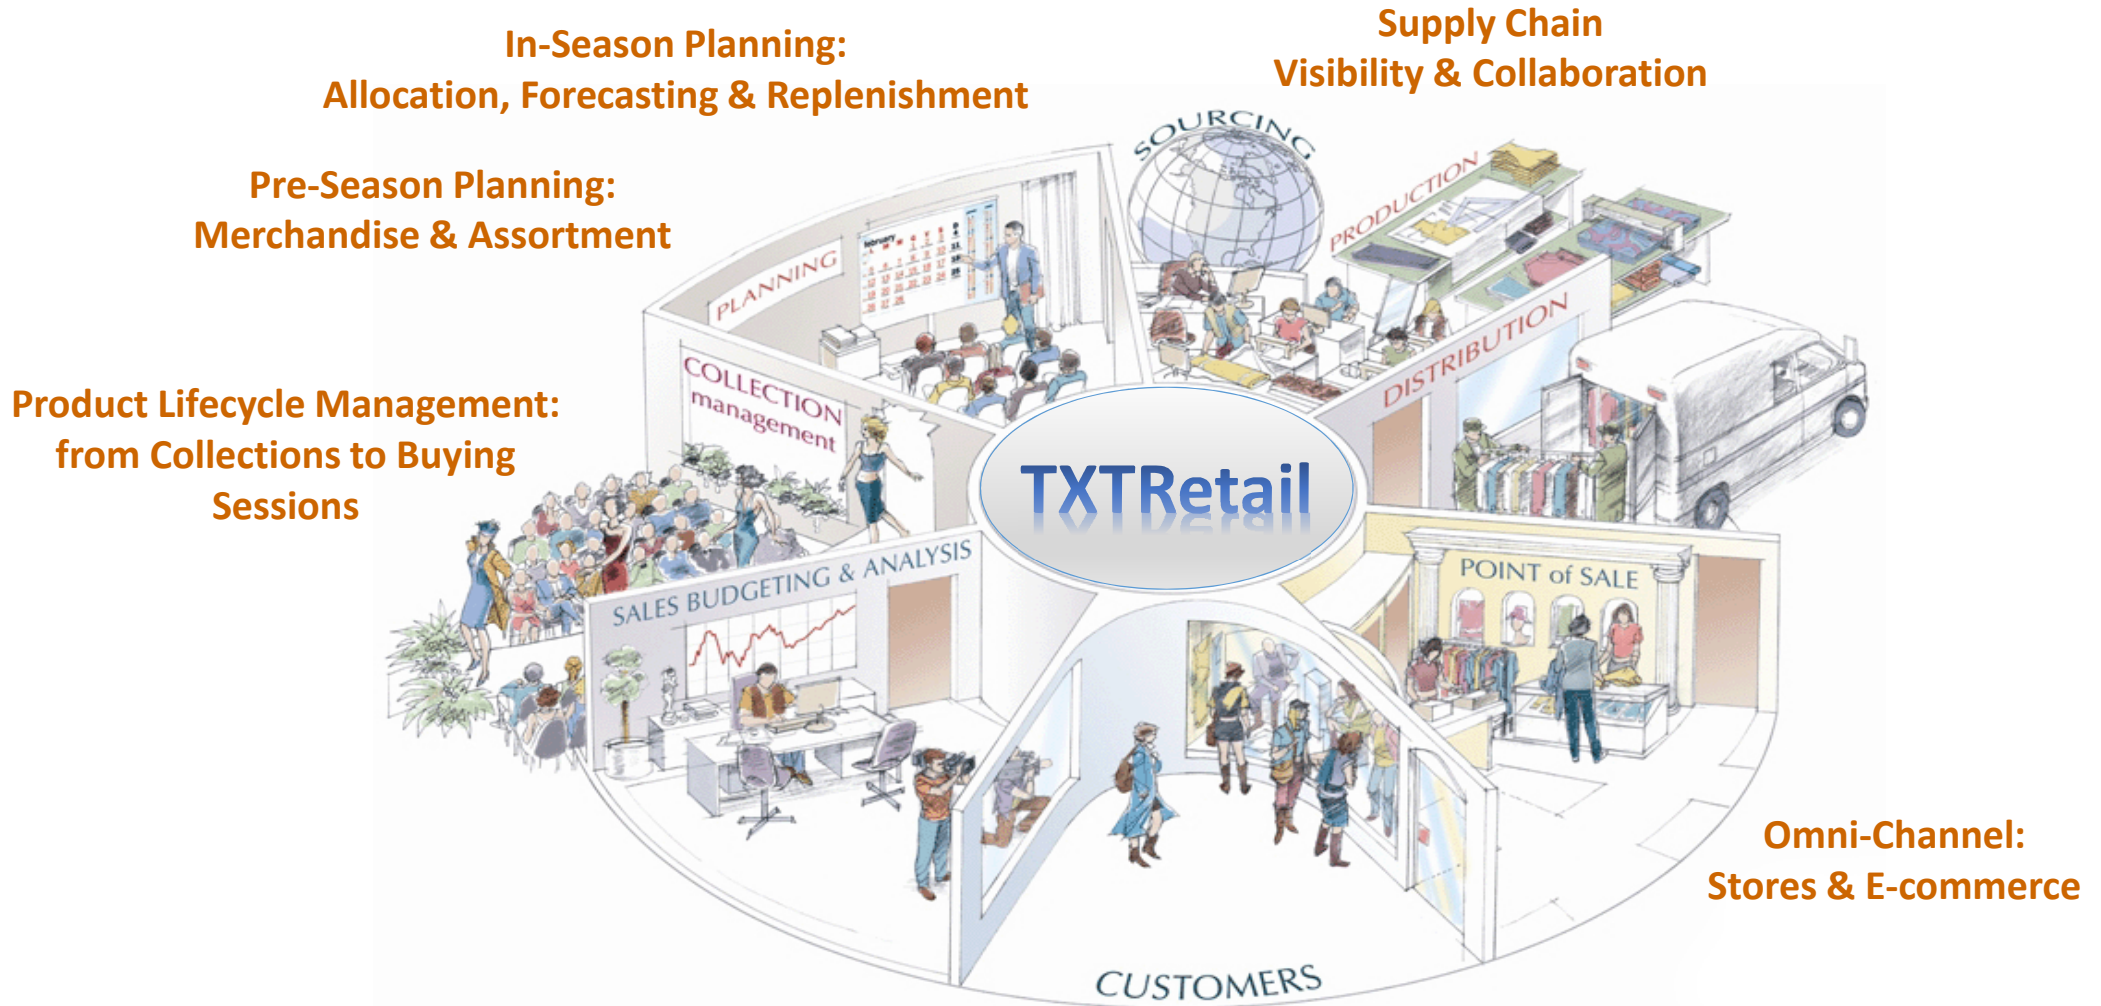 Supply Chain
Visibility & Collaboration
In-Season Planning:
Allocation, Forecasting & Replenishment
Pre-Season Planning:
Merchandise & Assortment
Product Lifecycle Management:
from Collections to Buying
Sessions
SOURCING
PRODUCTION
PLANNING
february
COLLECTION
management
DISTRIBUTION
TXTRetail
SALES BUDGETING & ANALYSIS
POINT of SALE
Omni-Channel:
Stores & E-commerce
CUSTOMERS